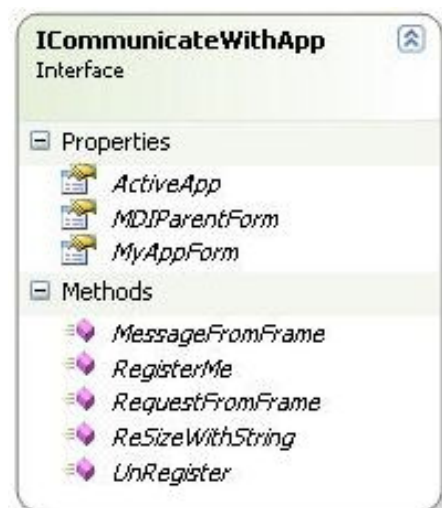 ICommunicateWithApp
Interface
Properties
ActiveApp
MDIParentForm
MyAppForm
Methods
MessageFromFrame
RegisterMe
RequestFromFrame
ReSizeWithString
UnRegister